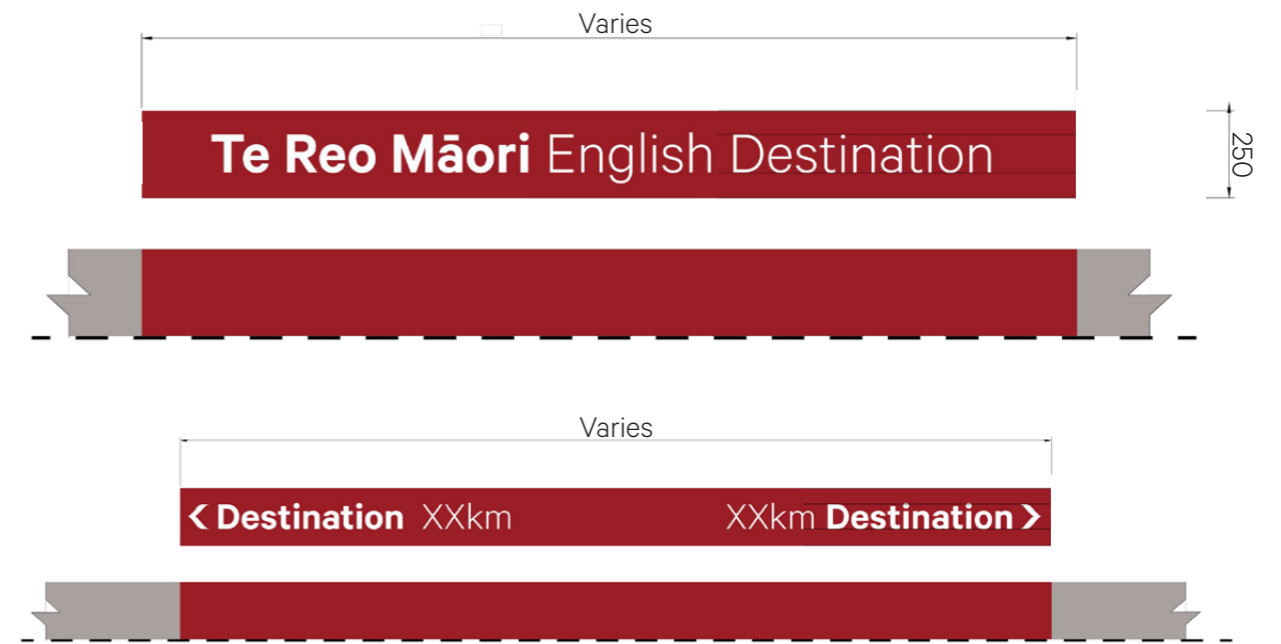 Varies
Te Reo Māori English Destination
250
Varies
Destination XXkm
XXkm Destination